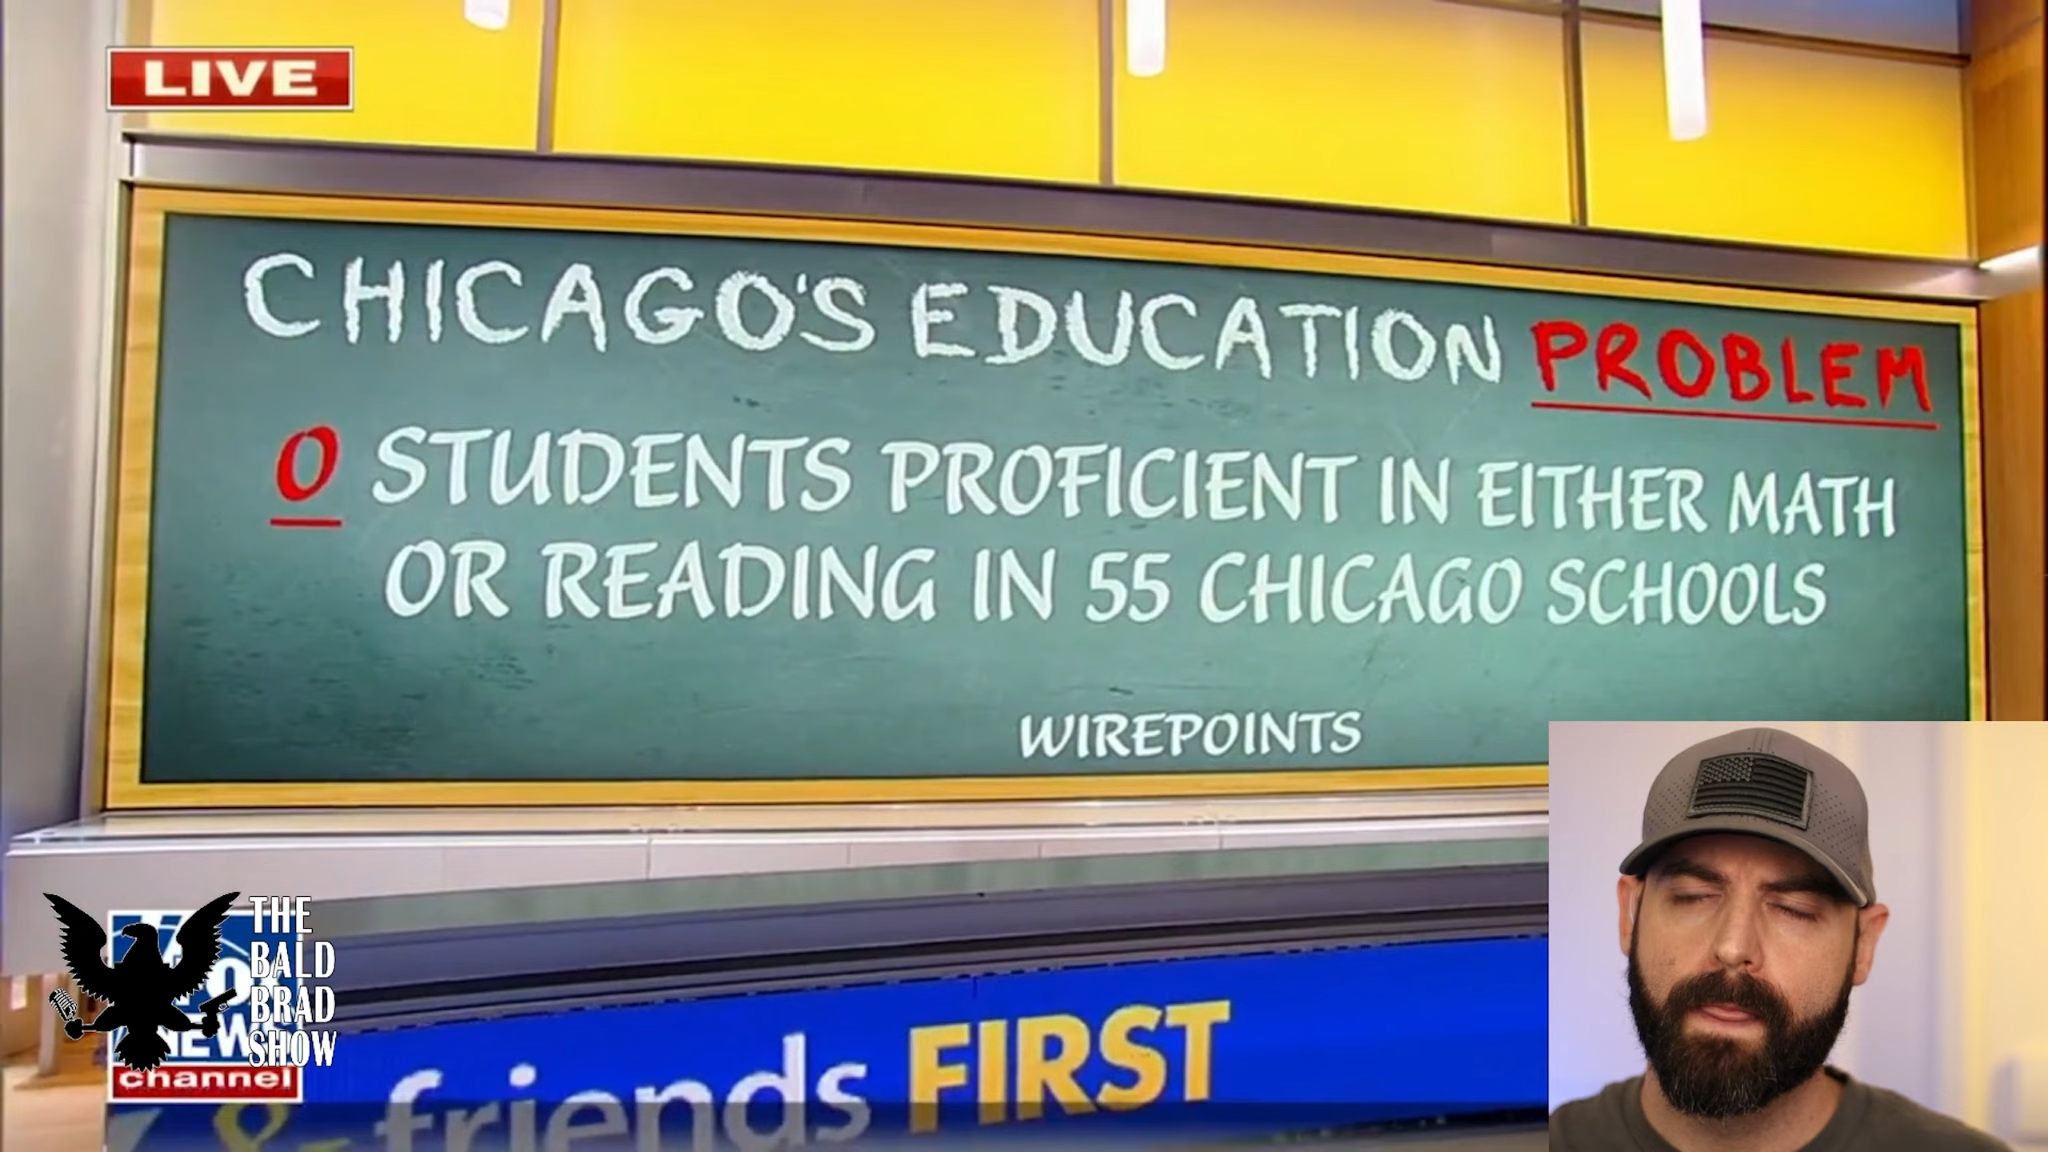 LIVE
CHICAGO'S EDUCATION PROBLEM
0 STUDENTS PROFICIENT IN EITHER MATH
OR READING IN 55 CHICAGO SCHOOLS
WIREPOINTS
THE
BALD
BRAD
SHOW
NEWS
channel
& friends FIRST